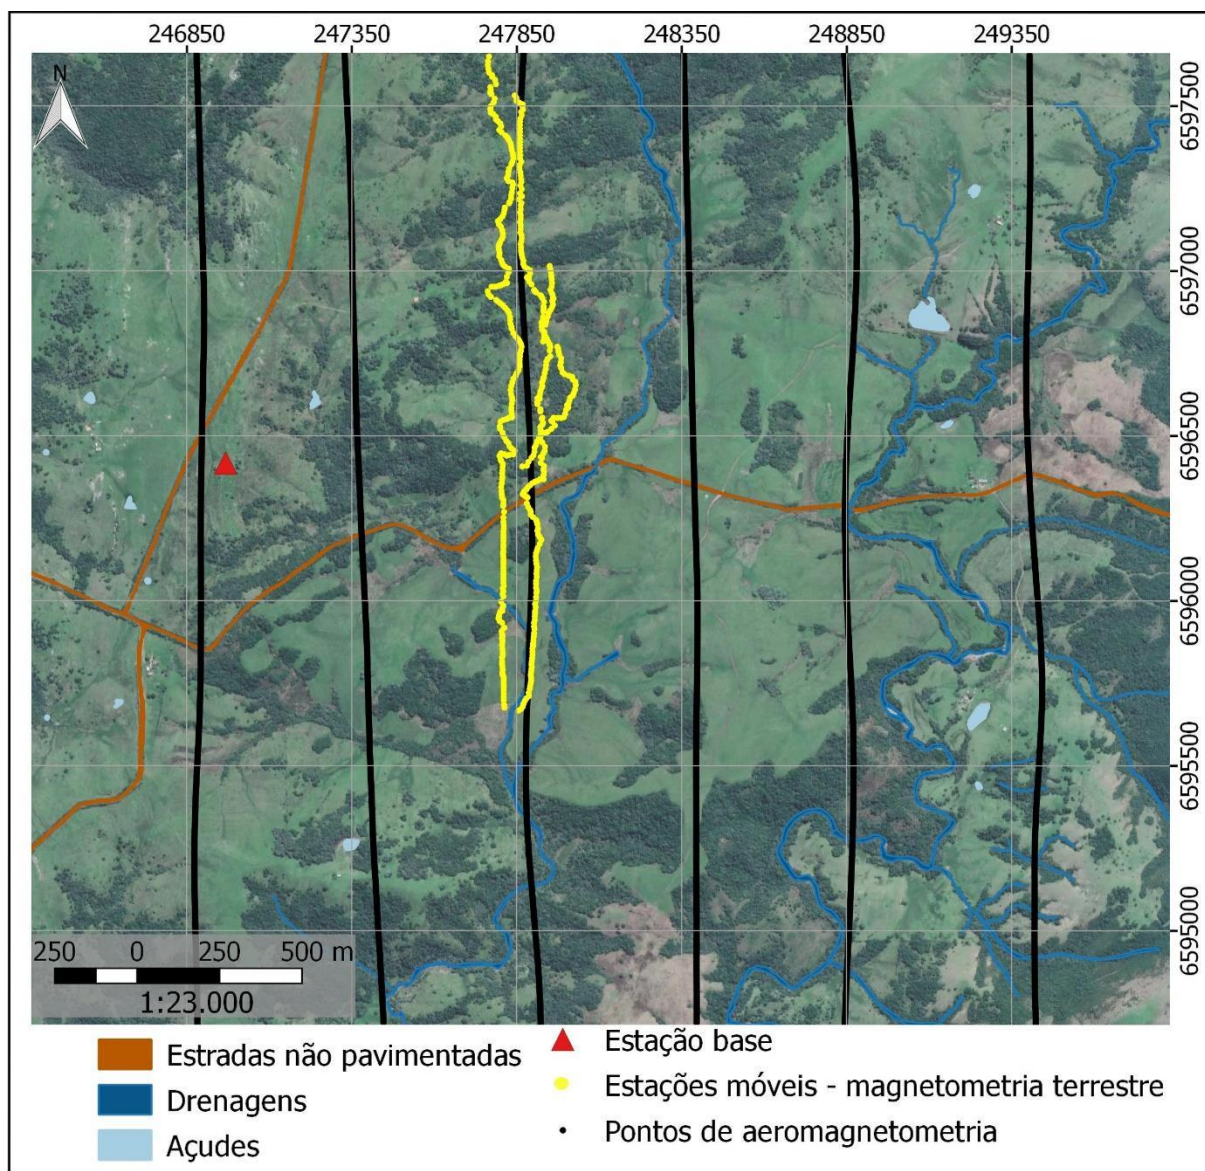 246850 247350 247850 248350 248850 249350
N
6597500
6597000
6596500
6596000
6595500
6595000
250 0 250 500 m
1:23.000
Estradas não pavimentadas
Drenagens
Açudes
Estação base
Estações móveis - magnetometria terrestre
Pontos de aeromagnetometria